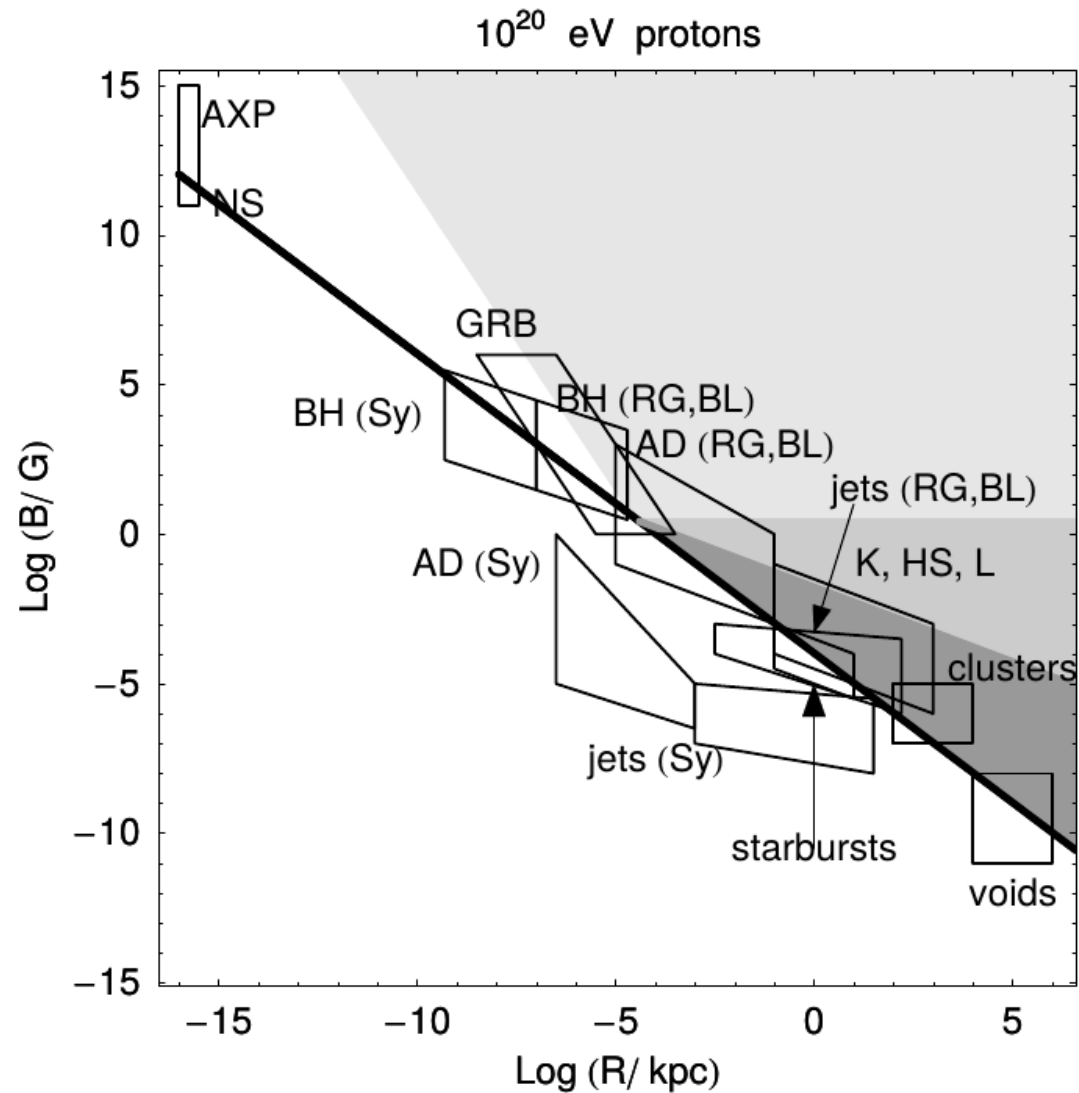 10^20 eV protons
15
AXP
NS
10
GRB
5
BH (Sy)
BH (RG,BL)
AD (RG,BL)
jets (RG,BL)
0
AD (Sy)
K, HS, L
Log (B/ G)
clusters
−5
jets (Sy)
starbursts
−10
voids
−15
−15 −10 −5 0 5
Log (R/ kpc)